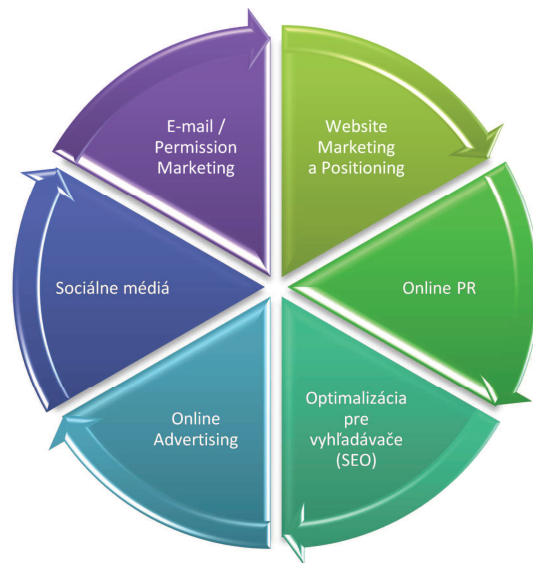 E-mail /
Permission
Marketing
Website
Marketing
a Positioning
Sociálne médiá
Online PR
Online
Advertising
Optimalizácia
pre
vyhľadávače
(SEO)